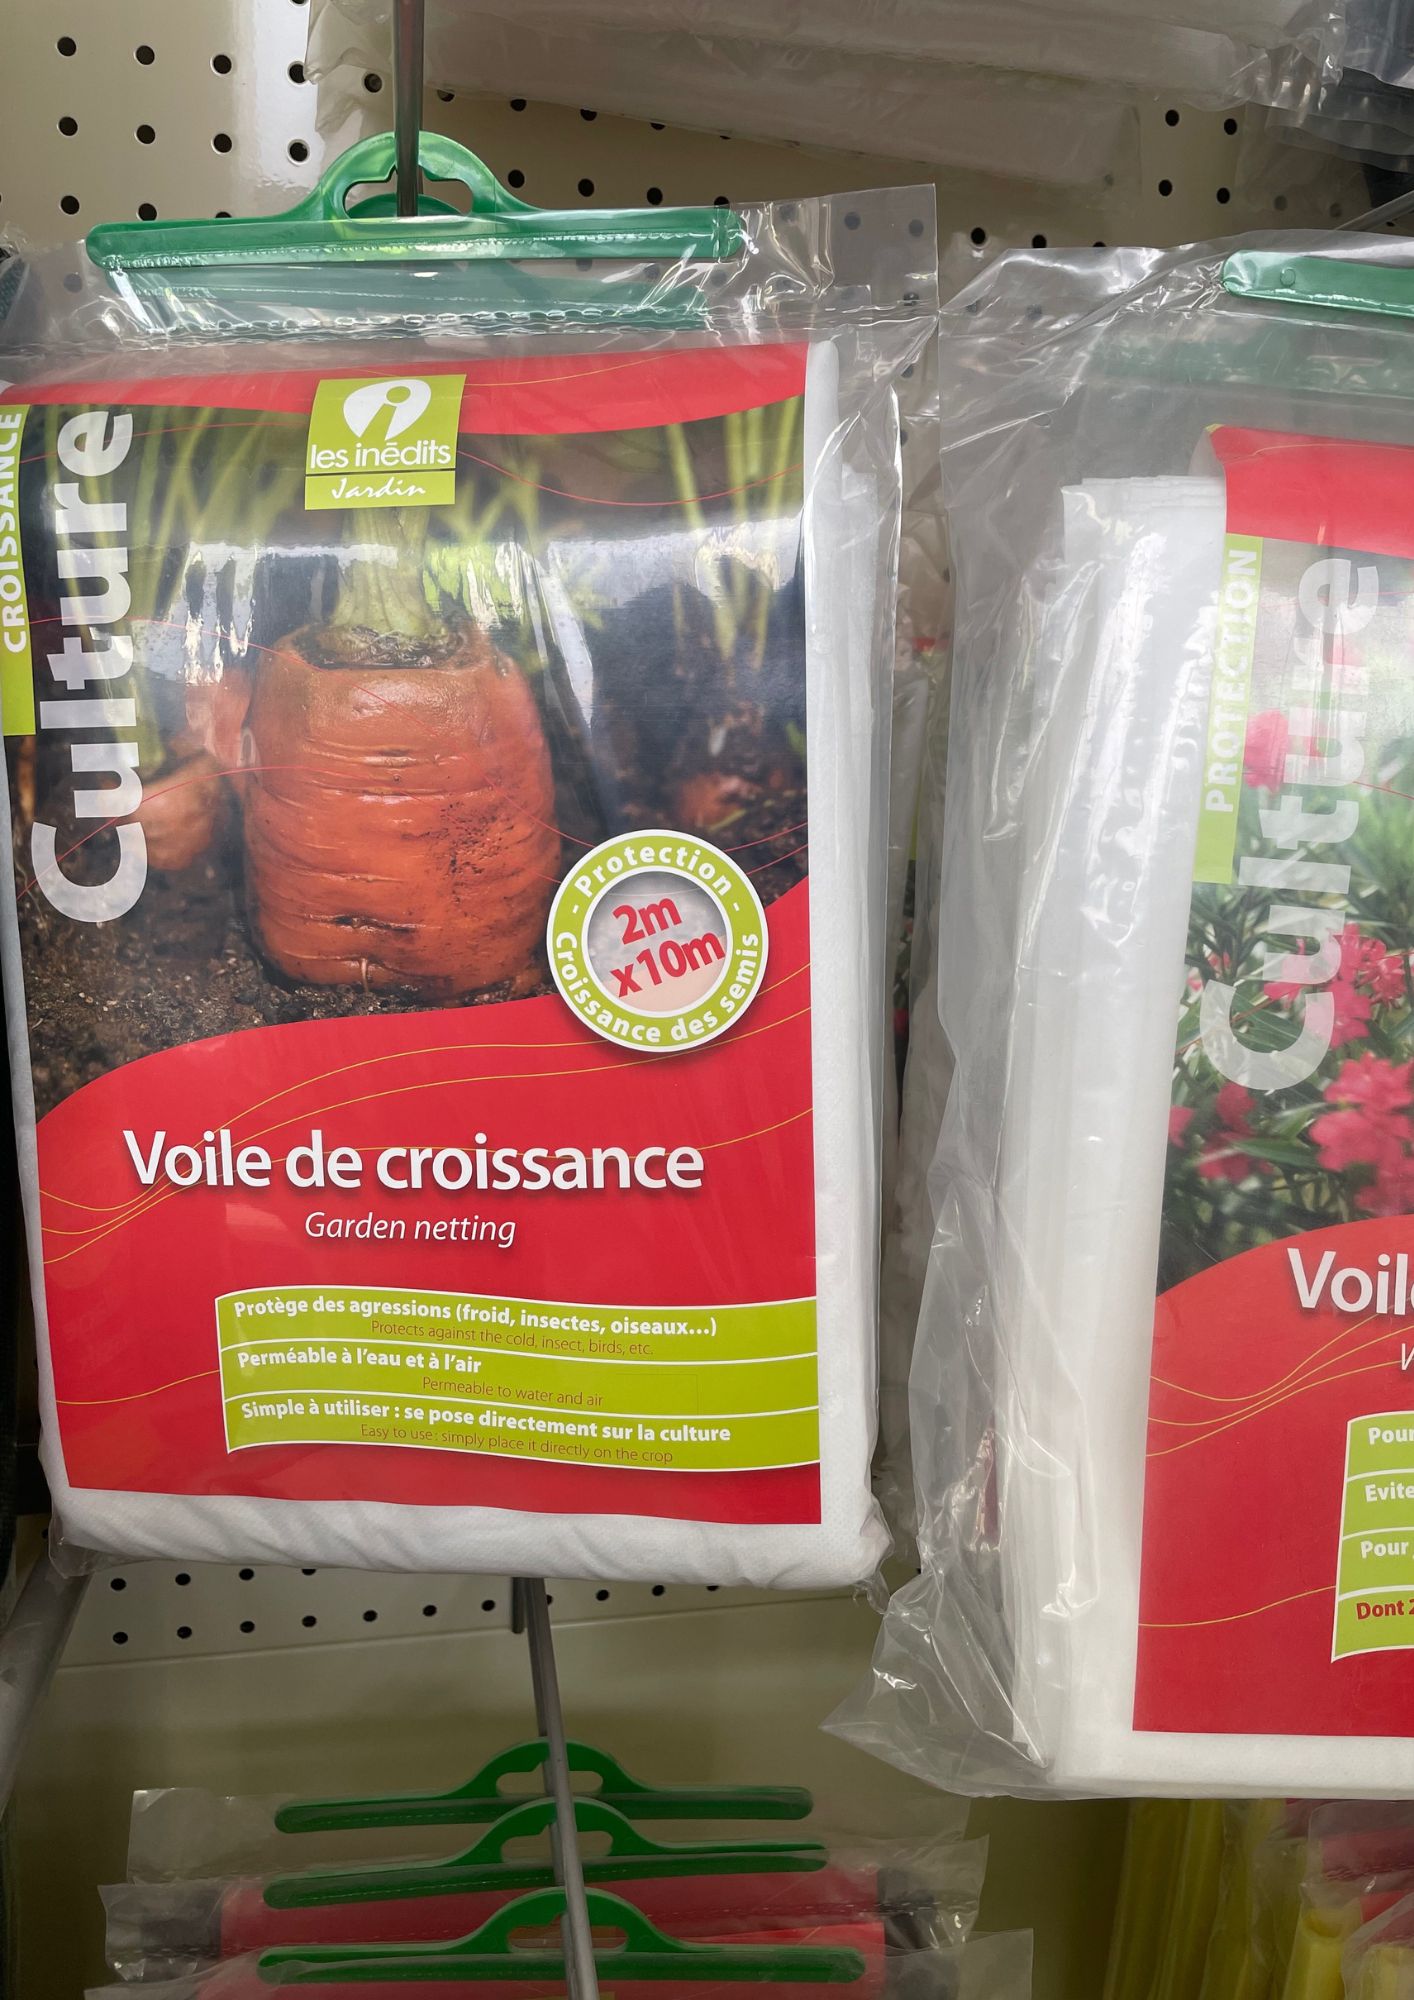 CROISSANCE
Culture
les inēdits
Jardin
- Protection -
2m
x10m
Croissance des semis
Voile de croissance
Garden netting
Protège des agressions (froid, insectes, oiseaux...)
Protects against the cold, insect, birds, etc.
Perméable à l'eau et à l'air
Permeable to water and air
Simple à utiliser : se pose directement sur la culture
Easy to use : simply place it directly on the crop
PROTECTION
Culture
Pour
Pour
Dont